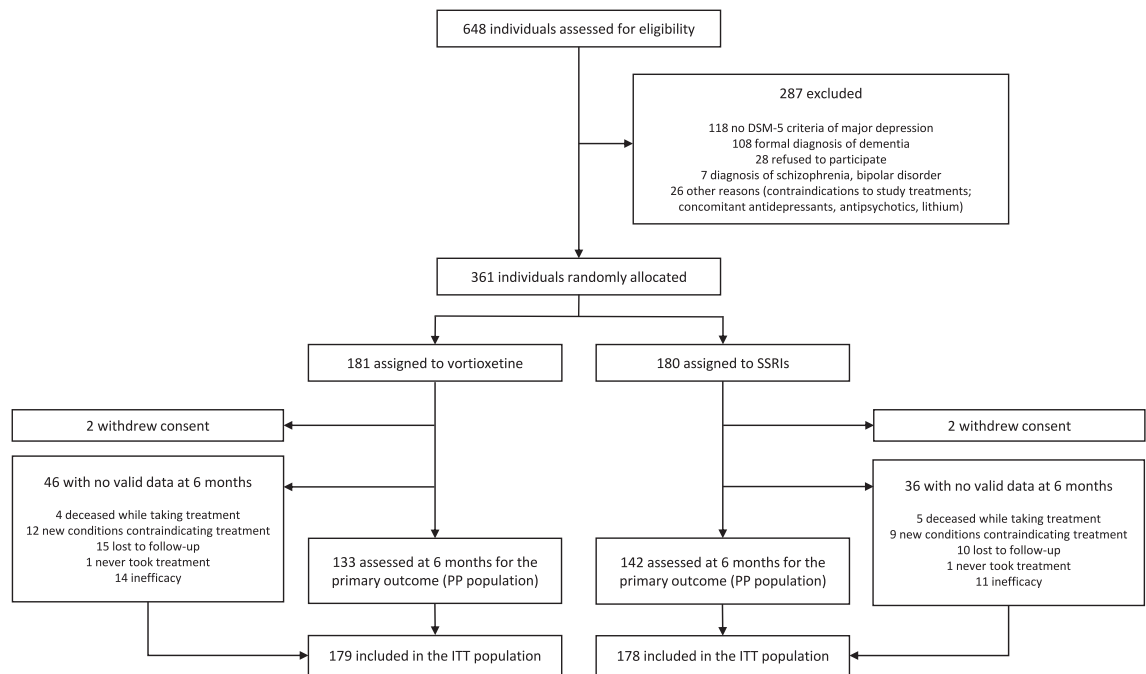 648 individuals assessed for eligibility
287 excluded
118 no DSM-5 criteria of major depression
108 formal diagnosis of dementia
28 refused to participate
7 diagnosis of schizophrenia, bipolar disorder
26 other reasons (contraindications to study treatments;
concomitant antidepressants, antipsychotics, lithium)
361 individuals randomly allocated
181 assigned to vortioxetine
180 assigned to SSRIs
2 withdrew consent
2 withdrew consent
46 with no valid data at 6 months
4 deceased while taking treatment
12 new conditions contraindicating treatment
15 lost to follow-up
1 never took treatment
14 inefficacy
36 with no valid data at 6 months
5 deceased while taking treatment
9 new conditions contraindicating treatment
10 lost to follow-up
1 never took treatment
11 inefficacy
133 assessed at 6 months for the
primary outcome (PP population)
142 assessed at 6 months for the
primary outcome (PP population)
179 included in the ITT population
178 included in the ITT population